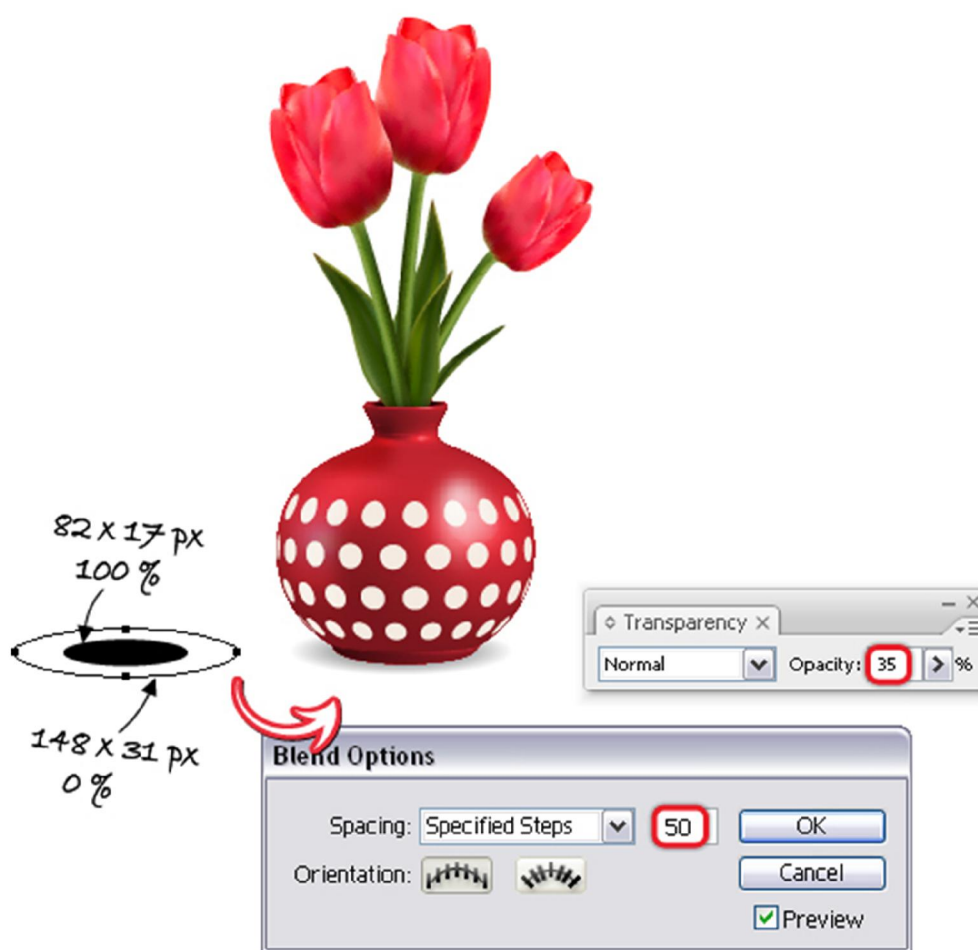 82 x 17 px
100 %
148 x 31 px
0 %
Transparency
Normal Opacity: 35 %
Blend Options
Spacing: Specified Steps 50 OK
Orientation: Cancel
Preview